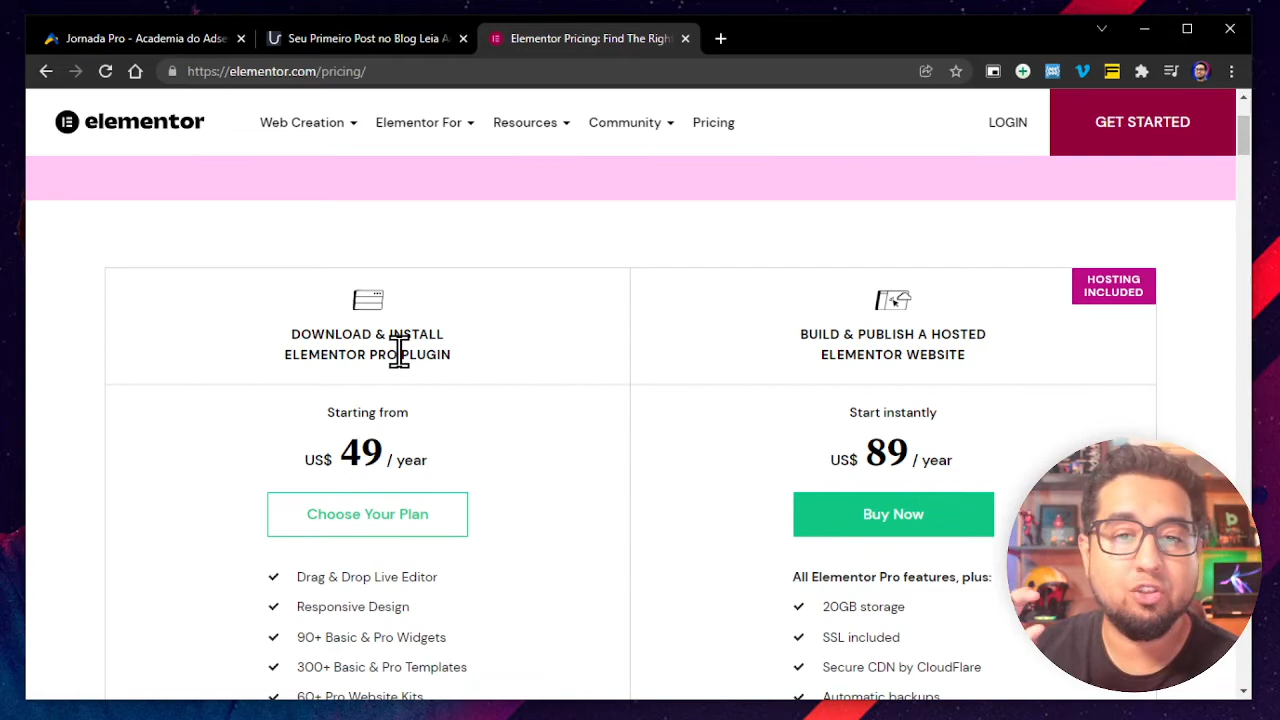 Jornada Pro - Academia do Adse
Seu Primeiro Post no Blog Leia A
Elementor Pricing: Find The Righ
https://elementor.com/pricing/
elementor
Web Creation
Elementor For
Resources
Community
Pricing
LOGIN
GET STARTED
HOSTING
INCLUDED
DOWNLOAD & INSTALL
ELEMENTOR PRO PLUGIN
Starting from
US$ 49 / year
Choose Your Plan
Drag & Drop Live Editor
Responsive Design
90+ Basic & Pro Widgets
300+ Basic & Pro Templates
60+ Pro Website Kits
BUILD & PUBLISH A HOSTED
ELEMENTOR WEBSITE
Start instantly
US$ 89 / year
Buy Now
All Elementor Pro features, plus:
20GB storage
SSL included
Secure CDN by CloudFlare
Automatic backups